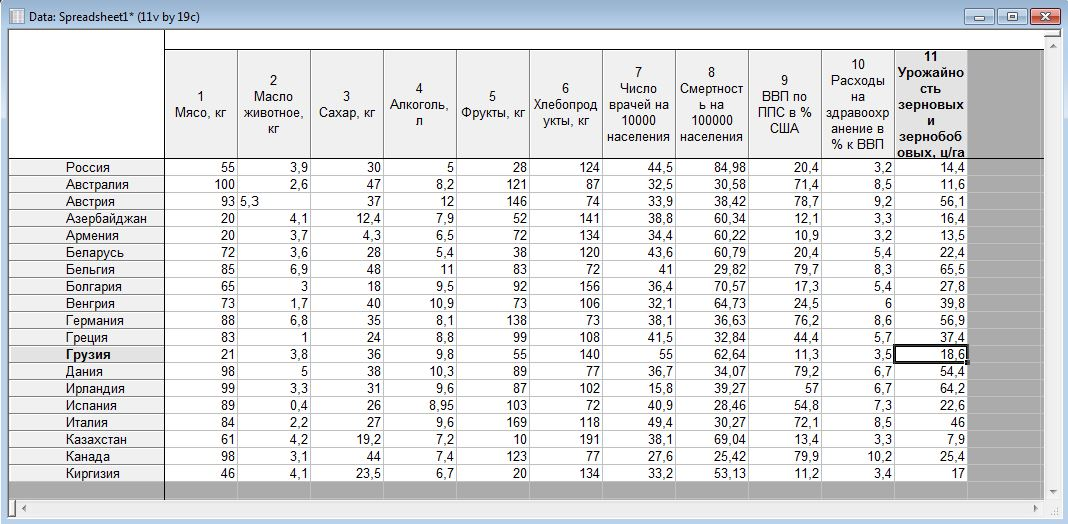 Data: Spreadsheet1* (11v by 19c)
1 Мясо, кг	2 Масло животное, кг	3 Сахар, кг	4 Алкоголь, л	5 Фрукты, кг	6 Хлебопрод укты, кг	7 Число врачей на 10000 населения	8 Смертност ь на 100000 населения	9 ВВП по ППС в % США	10 Расходы на здравоохр анение в % к ВВП	11 Урожайно сть зерновых и зернобоб овых, ц/га
Россия	55	3,9	30	5	28	124	44,5	84,98	20,4	3,2	14,4
Австралия	100	2,6	47	8,2	121	87	32,5	30,58	71,4	8,5	11,6
Австрия	93	5,3	37	12	146	74	33,9	38,42	78,7	9,2	56,1
Азербайджан	20	4,1	12,4	7,9	52	141	38,8	60,34	12,1	3,3	16,4
Армения	20	3,7	4,3	6,5	72	134	34,4	60,22	10,9	3,2	13,5
Беларусь	72	3,6	28	5,4	38	120	43,6	60,79	20,4	5,4	22,4
Бельгия	85	6,9	48	11	83	72	41	29,82	79,7	8,3	65,5
Болгария	65	3	18	9,5	92	156	36,4	70,57	17,3	5,4	27,8
Венгрия	73	1,7	40	10,9	73	106	32,1	64,73	24,5	6	39,8
Германия	88	6,8	35	8,1	138	73	38,1	36,63	76,2	8,6	56,9
Греция	83	1	24	8,8	99	108	41,5	32,84	44,4	5,7	37,4
Грузия	21	3,8	36	9,8	55	140	55	62,64	11,3	3,5	18,6
Дания	98	5	38	10,3	89	77	36,7	34,07	79,2	6,7	54,4
Ирландия	99	3,3	31	9,6	87	102	15,8	39,27	57	6,7	64,2
Испания	89	0,4	26	8,95	103	72	40,9	28,46	54,8	7,3	22,6
Италия	84	2,2	27	9,6	169	118	49,4	30,27	72,1	8,5	46
Казахстан	61	4,2	19,2	7,2	10	191	38,1	69,04	13,4	3,3	7,9
Канада	98	3,1	44	7,4	123	77	27,6	25,42	79,9	10,2	25,4
Киргизия	46	4,1	23,5	6,7	20	134	33,2	53,13	11,2	3,4	17